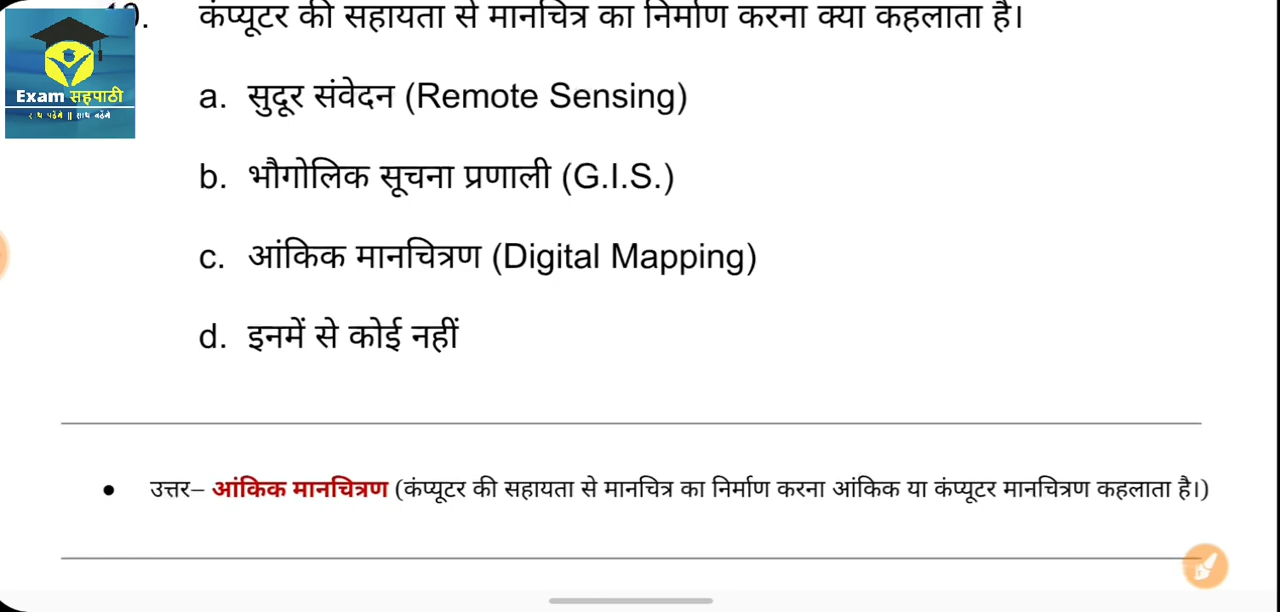 कंप्यूटर की सहायता से मानचित्र का निर्माण करना क्या कहलाता है।
Exam सहपाठी
a. सुदूर संवेदन (Remote Sensing)
b. भौगोलिक सूचना प्रणाली (G.I.S.)
c. आंकिक मानचित्रण (Digital Mapping)
d. इनमें से कोई नहीं
• उत्तर– आंकिक मानचित्रण (कंप्यूटर की सहायता से मानचित्र का निर्माण करना आंकिक या कंप्यूटर मानचित्रण कहलाता है।)